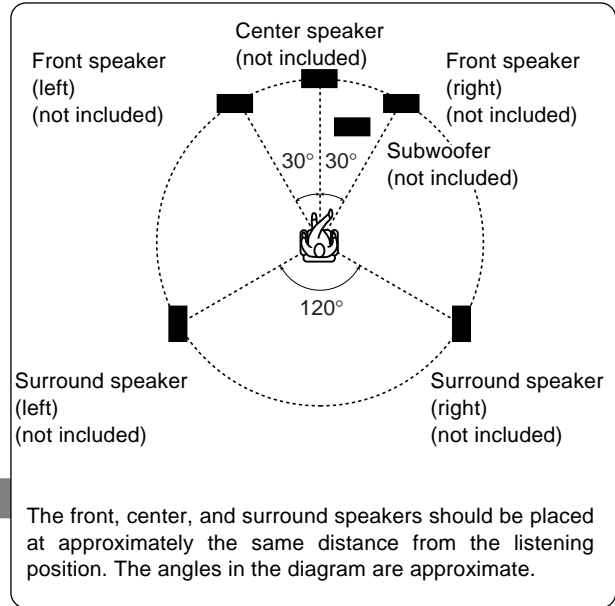 Center speaker
(not included)
Front speaker
(left)
(not included)
Front speaker
(right)
(not included)
30° 30°
Subwoofer
(not included)
120°
Surround speaker
(left)
(not included)
Surround speaker
(right)
(not included)
The front, center, and surround speakers should be placed
at approximately the same distance from the listening
position. The angles in the diagram are approximate.